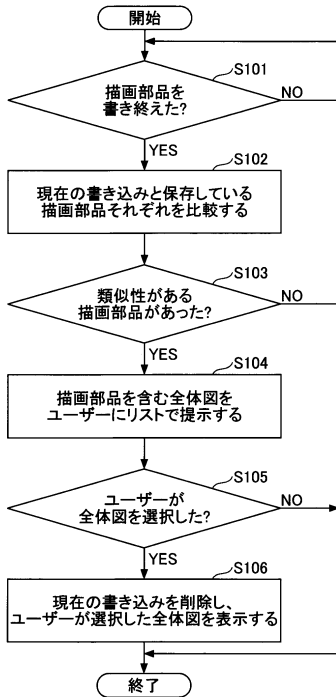 開始
S101
描画部品を
書き終えた?
NO
YES
S102
現在の書き込みと保存している
描画部品それぞれを比較する
S103
類似性がある
描画部品があった?
NO
YES
S104
描画部品を含む全体図を
ユーザーにリストで提示する
S105
ユーザーが
全体図を選択した?
NO
YES
S106
現在の書き込みを削除し、
ユーザーが選択した全体図を表示する
終了